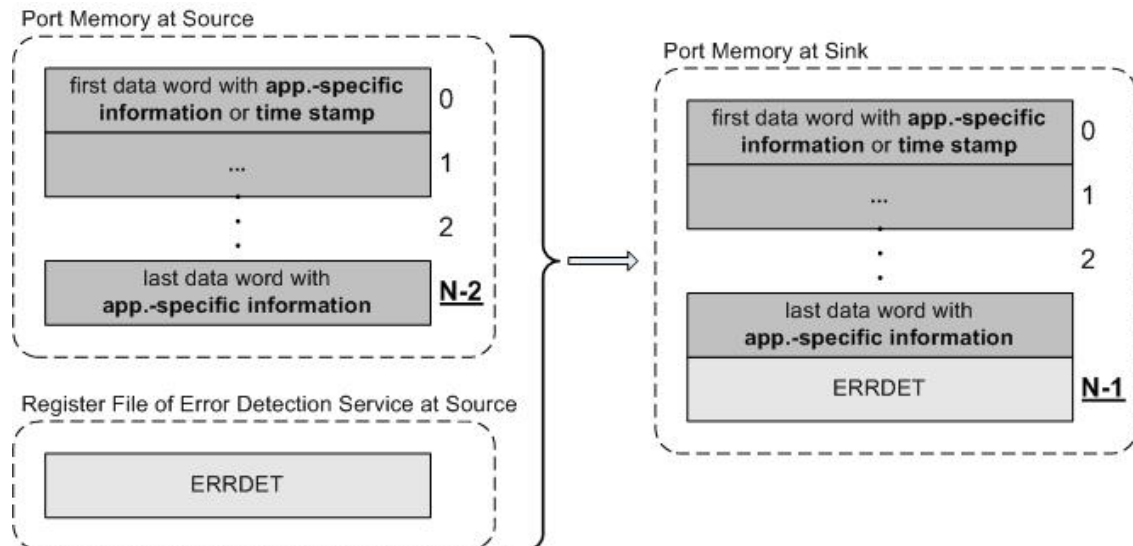 Port Memory at Source
first data word with app.-specific
information or time stamp
0
...
1
2
last data word with
app.-specific information
N-2
Register File of Error Detection Service at Source
ERRDET
Port Memory at Sink
first data word with app.-specific
information or time stamp
0
...
1
2
last data word with
app.-specific information
ERRDET
N-1